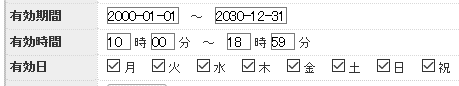 有効期間 2000-01-01 ～ 2030-12-31
有効時間 10 時 00 分 ～ 18 時 59 分
有効日 月 火 水 木 金 土 日 祝